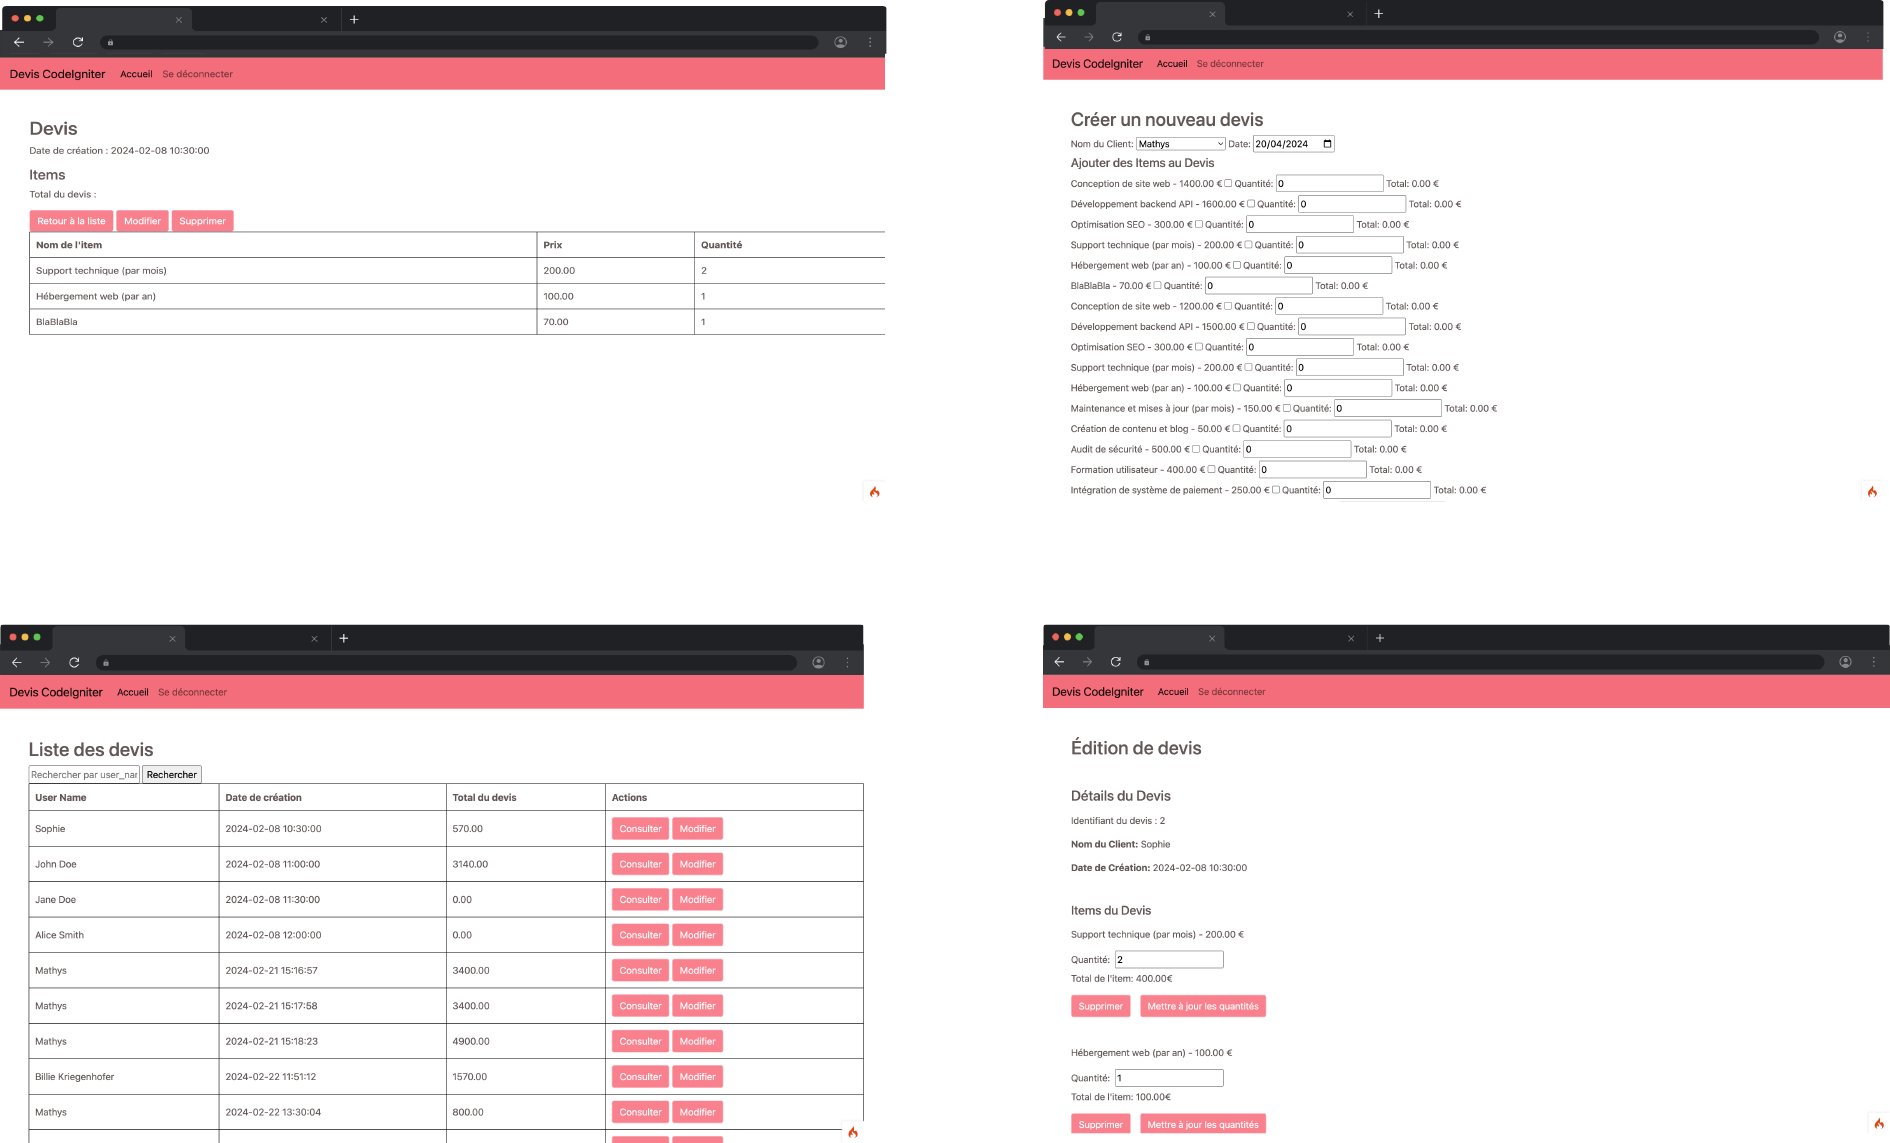 Devis CodeIgniter Accueil Se déconnecter
Devis
Date de création : 2024-02-08 10:30:00
Items
Total du devis :
Retour à la liste Modifier Supprimer
Nom de l'item Prix Quantité
Support technique (par mois) 200.00 2
Hébergement web (par an) 100.00 1
BlaBlaBla 70.00 1
Devis CodeIgniter Accueil Se déconnecter
Créer un nouveau devis
Nom du Client: Mathys Date: 20/04/2024
Ajouter des Items au Devis
Conception de site web - 1400.00 € Quantité: 0 Total: 0.00 €
Développement backend API - 1600.00 € Quantité: 0 Total: 0.00 €
Optimisation SEO - 300.00 € Quantité: 0 Total: 0.00 €
Support technique (par mois) - 200.00 € Quantité: 0 Total: 0.00 €
Hébergement web (par an) - 100.00 € Quantité: 0 Total: 0.00 €
BlaBlaBla - 70.00 € Quantité: 0 Total: 0.00 €
Conception de site web - 1200.00 € Quantité: 0 Total: 0.00 €
Développement backend API - 1500.00 € Quantité: 0 Total: 0.00 €
Optimisation SEO - 300.00 € Quantité: 0 Total: 0.00 €
Support technique (par mois) - 200.00 € Quantité: 0 Total: 0.00 €
Hébergement web (par an) - 100.00 € Quantité: 0 Total: 0.00 €
Maintenance et mises à jour (par mois) - 150.00 € Quantité: 0 Total: 0.00 €
Création de contenu et blog - 50.00 € Quantité: 0 Total: 0.00 €
Audit de sécurité - 500.00 € Quantité: 0 Total: 0.00 €
Formation utilisateur - 400.00 € Quantité: 0 Total: 0.00 €
Intégration de système de paiement - 250.00 € Quantité: 0 Total: 0.00 €
Devis CodeIgniter Accueil Se déconnecter
Liste des devis
Rechercher par user_nar Rechercher
User Name Date de création Total du devis Actions
Sophie 2024-02-08 10:30:00 570.00 Consulter Modifier
John Doe 2024-02-08 11:00:00 3140.00 Consulter Modifier
Jane Doe 2024-02-08 11:30:00 0.00 Consulter Modifier
Alice Smith 2024-02-08 12:00:00 0.00 Consulter Modifier
Mathys 2024-02-21 15:16:57 3400.00 Consulter Modifier
Mathys 2024-02-21 15:17:58 3400.00 Consulter Modifier
Mathys 2024-02-21 15:18:23 4900.00 Consulter Modifier
Billie Kriegenhofer 2024-02-22 11:51:12 1570.00 Consulter Modifier
Mathys 2024-02-22 13:30:04 800.00 Consulter Modifier
Devis CodeIgniter Accueil Se déconnecter
Édition de devis
Détails du Devis
Identifiant du devis : 2
Nom du Client: Sophie
Date de Création: 2024-02-08 10:30:00
Items du Devis
Support technique (par mois) - 200.00 €
Quantité: 2
Total de l'item: 400.00€
Supprimer Mettre à jour les quantités
Hébergement web (par an) - 100.00 €
Quantité: 1
Total de l'item: 100.00€
Supprimer Mettre à jour les quantités